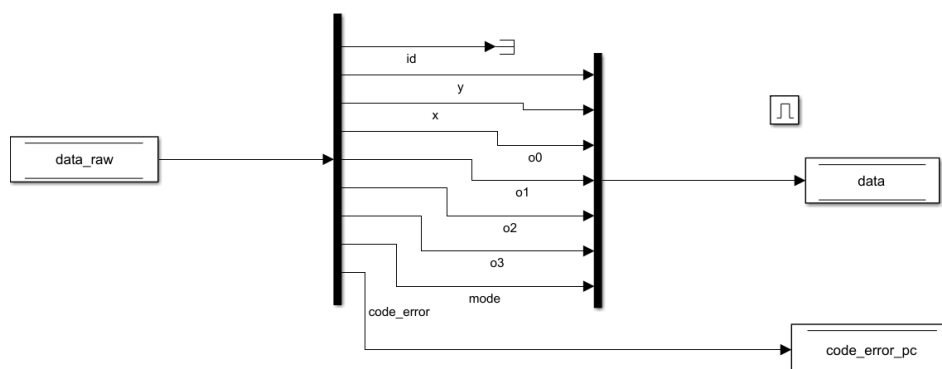 id
y
x
data_raw
o0
o1
data
o2
o3
mode
code_error
code_error_pc